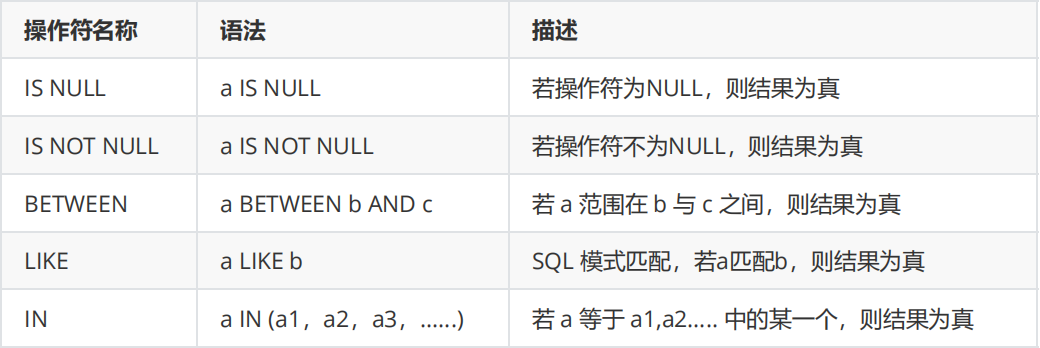 操作符名称 语法 描述
IS NULL a IS NULL 若操作符为NULL，则结果为真
IS NOT NULL a IS NOT NULL 若操作符不为NULL，则结果为真
BETWEEN a BETWEEN b AND c 若 a 范围在 b 与 c 之间，则结果为真
LIKE a LIKE b SQL 模式匹配，若a匹配b，则结果为真
IN a IN (a1，a2，a3，......) 若 a 等于 a1,a2..... 中的某一个，则结果为真